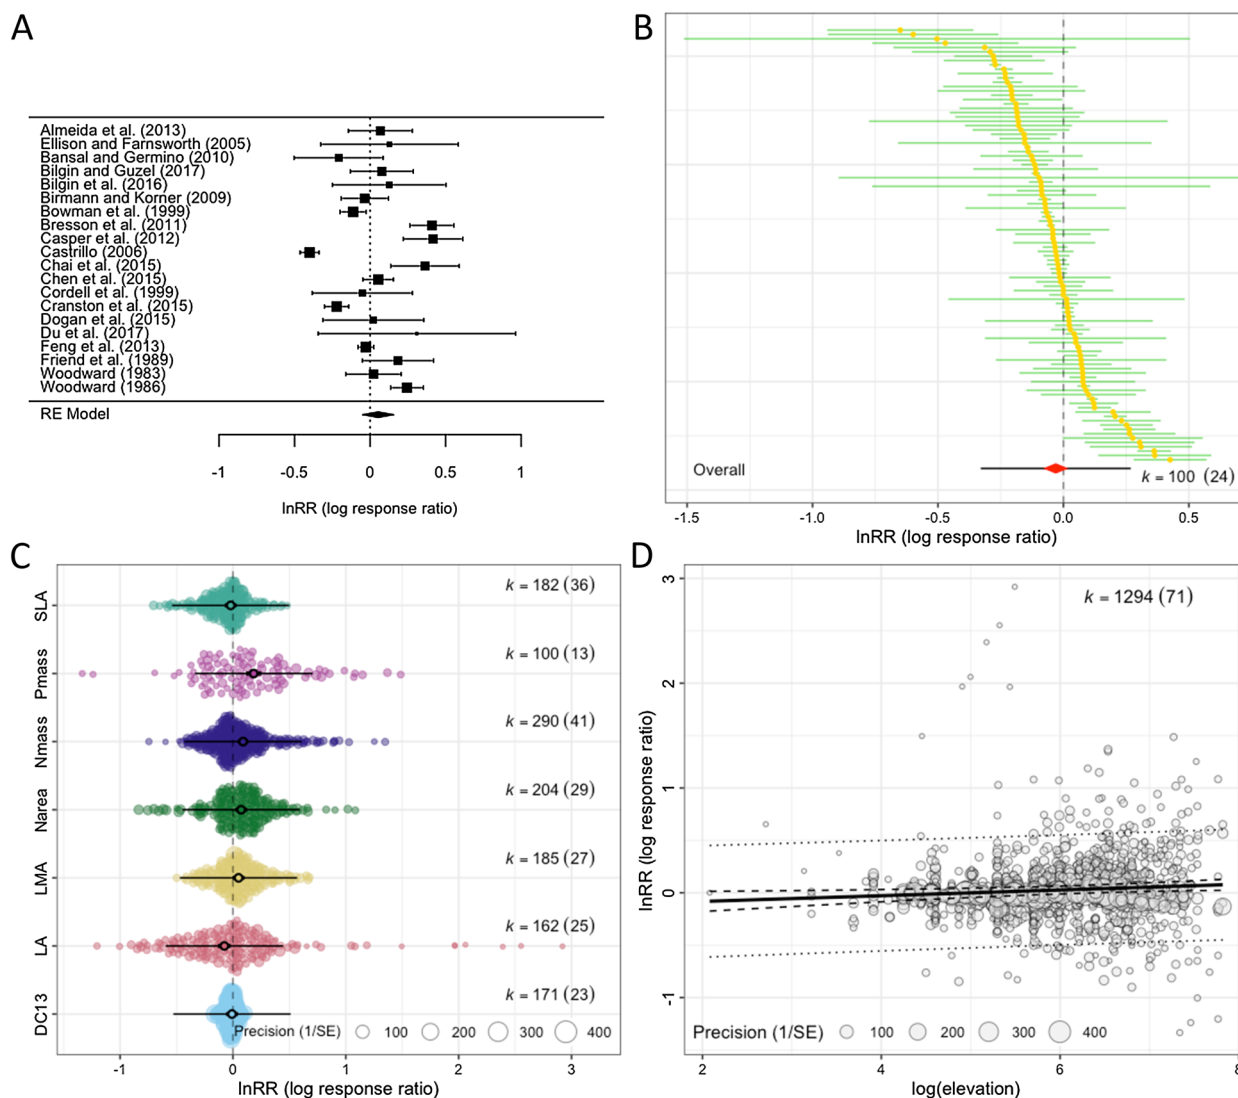 A
Almeida et al. (2013)
Ellison and Farnsworth (2005)
Bansal and Germino (2010)
Bilgin and Guzel (2017)
Bilgin et al. (2016)
Birmann and Korner (2009)
Bowman et al. (1999)
Bresson et al. (2011)
Casper et al. (2012)
Castrillo (2006)
Chai et al. (2015)
Chen et al. (2015)
Cordell et al. (1999)
Cranston et al. (2015)
Dogan et al. (2015)
Du et al. (2017)
Feng et al. (2013)
Friend et al. (1989)
Woodward (1983)
Woodward (1986)
RE Model
-1 -0.5 0 0.5 1
lnRR (log response ratio)
B
Overall
k = 100 (24)
-1.5 -1.0 -0.5 0.0 0.5
lnRR (log response ratio)
C
SLA
k = 182 (36)
Pmass
k = 100 (13)
Nmass
k = 290 (41)
Narea
k = 204 (29)
LMA
k = 185 (27)
LA
k = 162 (25)
DC13
k = 171 (23)
Precision (1/SE) 100 200 300 400
-1 0 1 2 3
lnRR (log response ratio)
D
k = 1294 (71)
lnRR (log response ratio)
3
2
1
0
-1
Precision (1/SE) 100 200 300 400
2 4 6 8
log(elevation)